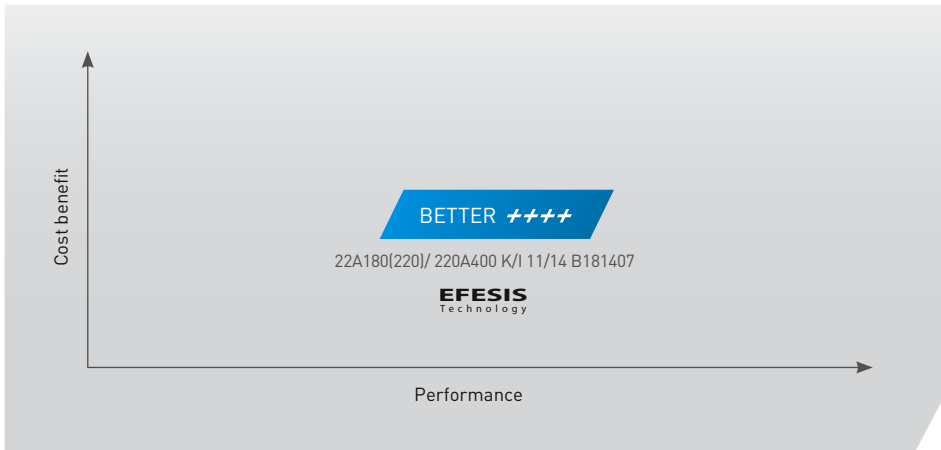 Cost benefit
BETTER ++++
22A180(220)/ 220A400 K/I 11/14 B181407
EFESIS
Technology
Performance